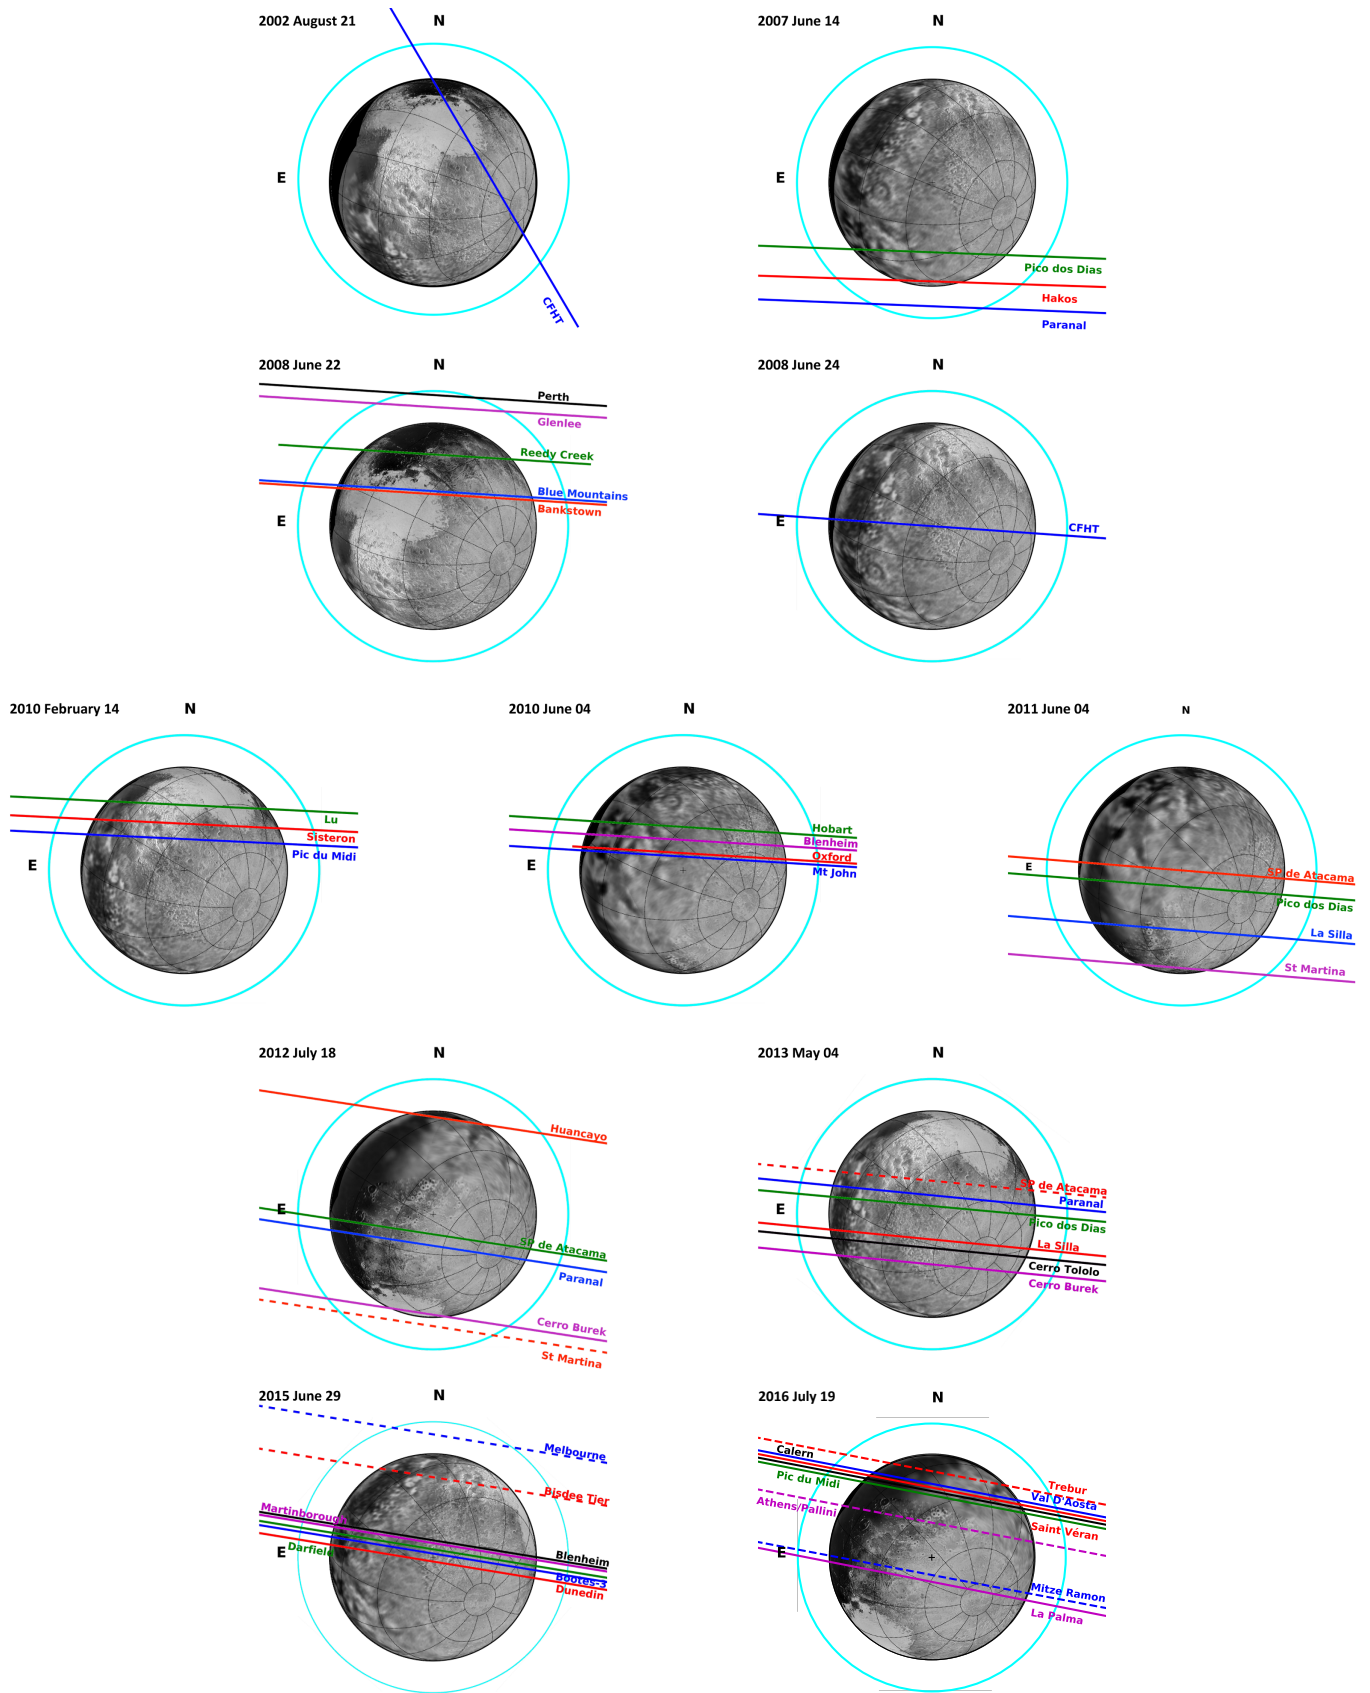 2002 August 21
N
E
CFHT
2007 June 14
N
E
Pico dos Dias
Hakos
Paranal
2008 June 22
N
Perth
Glenlee
Reedy Creek
Blue Mountains
Bankstown
E
2008 June 24
N
E
CFHT
2010 February 14
N
Lu
Sisteron
Pic du Midi
E
2010 June 04
N
Hobart
Blenheim
Oxford
Mt John
E
2011 June 04
N
E
SP de Atacama
Pico dos Dias
La Silla
St Martina
2012 July 18
N
Huancayo
E
SP de Atacama
Paranal
Cerro Burek
St Martina
2013 May 04
N
SP de Atacama
Paranal
E
Pico dos Dias
La Silla
Cerro Tololo
Cerro Burek
2015 June 29
N
Melbourne
Bisdee Tier
Martinborough
Darfield
E
Blenheim
Bootes-3
Dunedin
2016 July 19
N
Calern
Pic du Midi
Trebur
Val D'Aosta
Athens/Pallini
Saint Véran
E
Mitze Ramon
La Palma